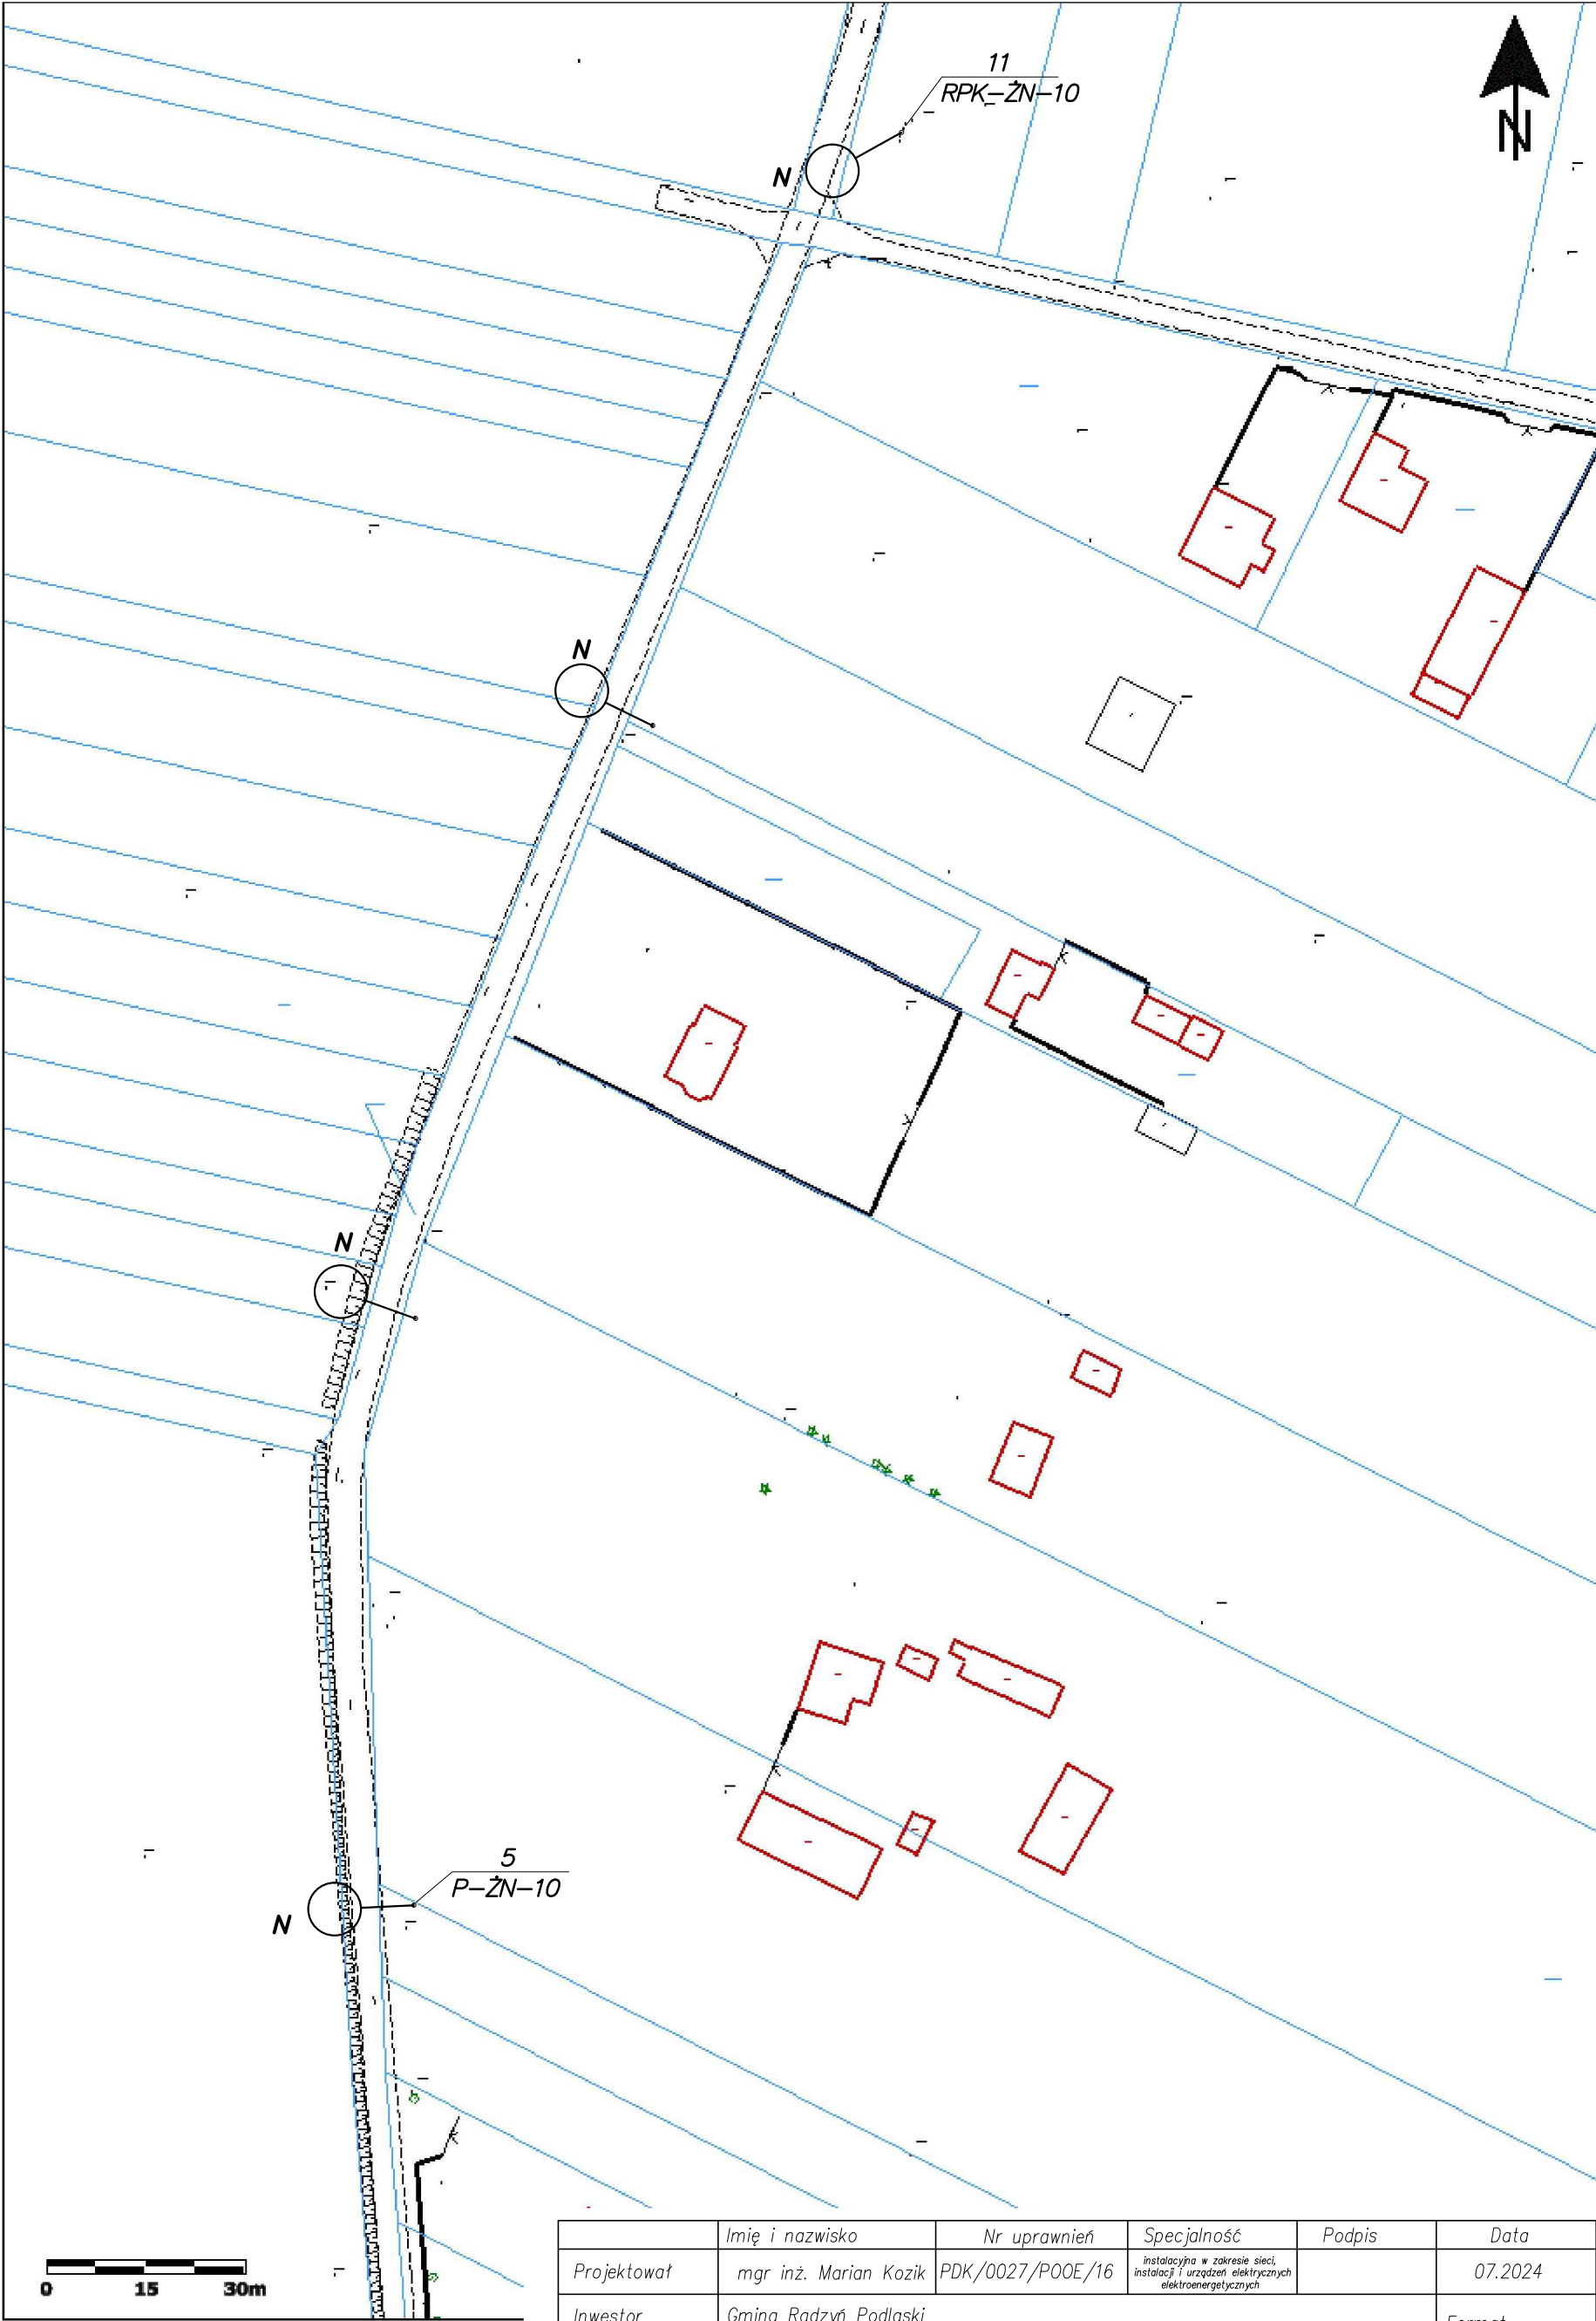 11
RPK-ŻN-10
N
N
N
N
5
P-ŻN-10
N
0 15 30m
Imię i nazwisko Nr uprawnień Specjalność Podpis Data
Projektował mgr inż. Marian Kozik PDK/0027/POOE/16 instalacyjna w zakresie sieci, instalacji i urządzeń elektrycznych elektroenergetycznych 07.2024
Inwestor Gmina Radzyń Podlaski Format